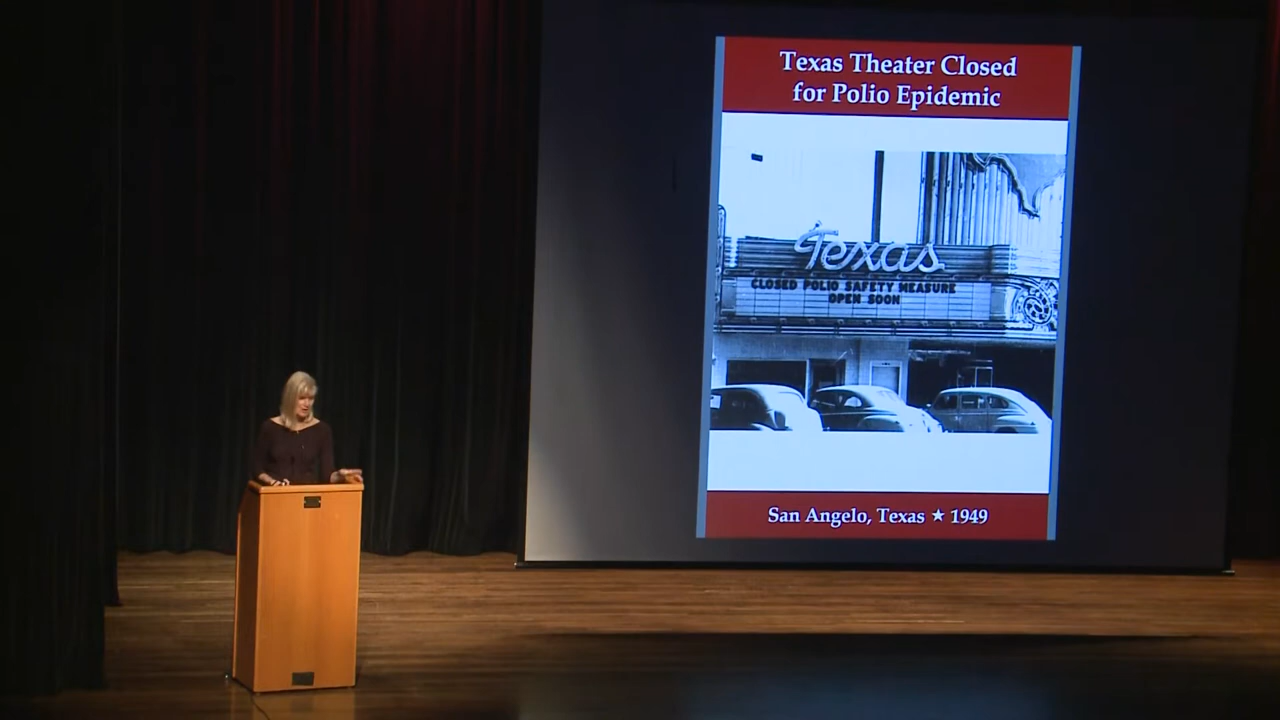 Texas Theater Closed
for Polio Epidemic
Texas
CLOSED POLIO SAFETY MEASURE
OPEN SOON
San Angelo, Texas ★ 1949